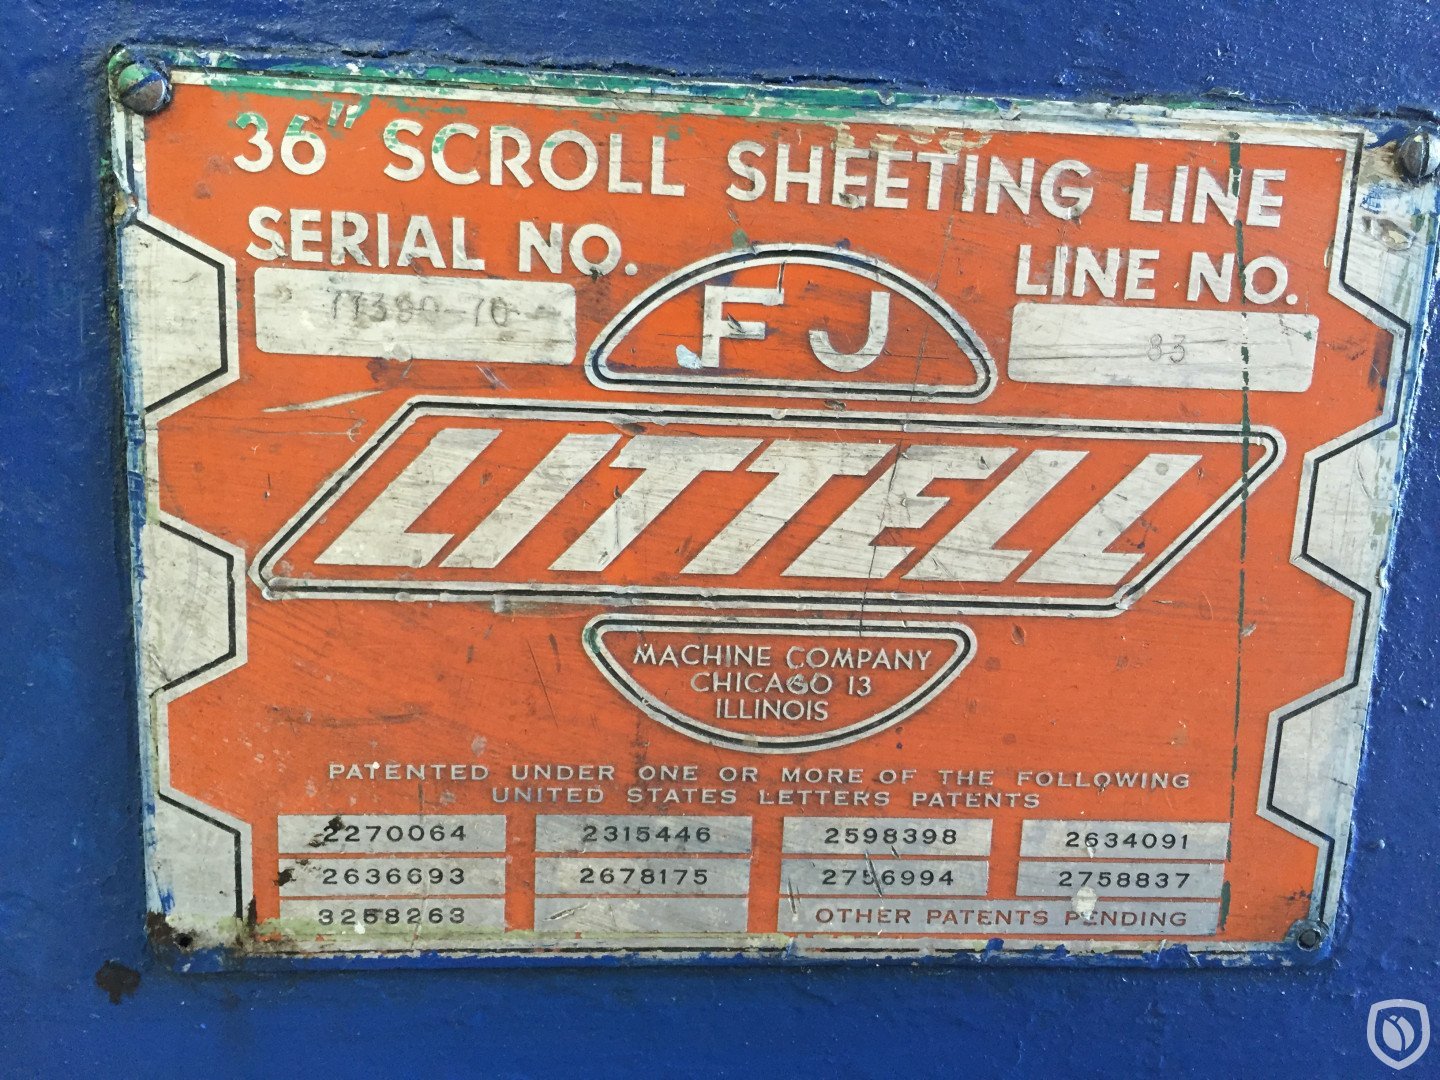 36" SCROLL SHEETING LINE
SERIAL NO.
LINE NO.
77390-70
83
FJ
LITTELL
MACHINE COMPANY
CHICAGO 13
ILLINOIS
PATENTED UNDER ONE OR MORE OF THE FOLLOWING
UNITED STATES LETTERS PATENTS
2270064 2315446 2598398 2634091
2636693 2678175 2756994 2758837
3258263 OTHER PATENTS PENDING